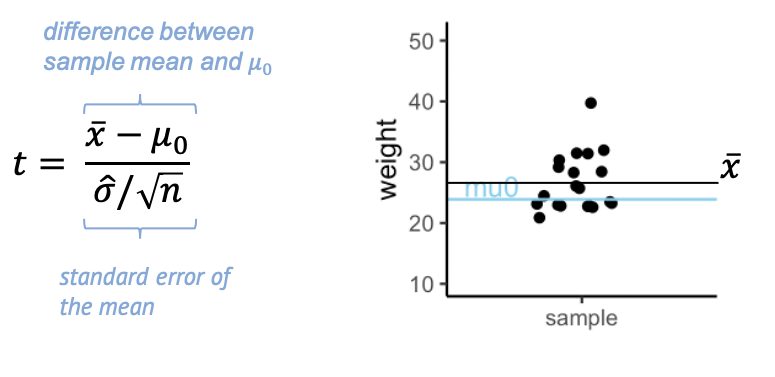 difference between
sample mean and μ₀
t = (x̄ − μ₀) / (σ̂/√n)
standard error of
the mean
weight
50
40
30
20
10
mu0
x̄
sample